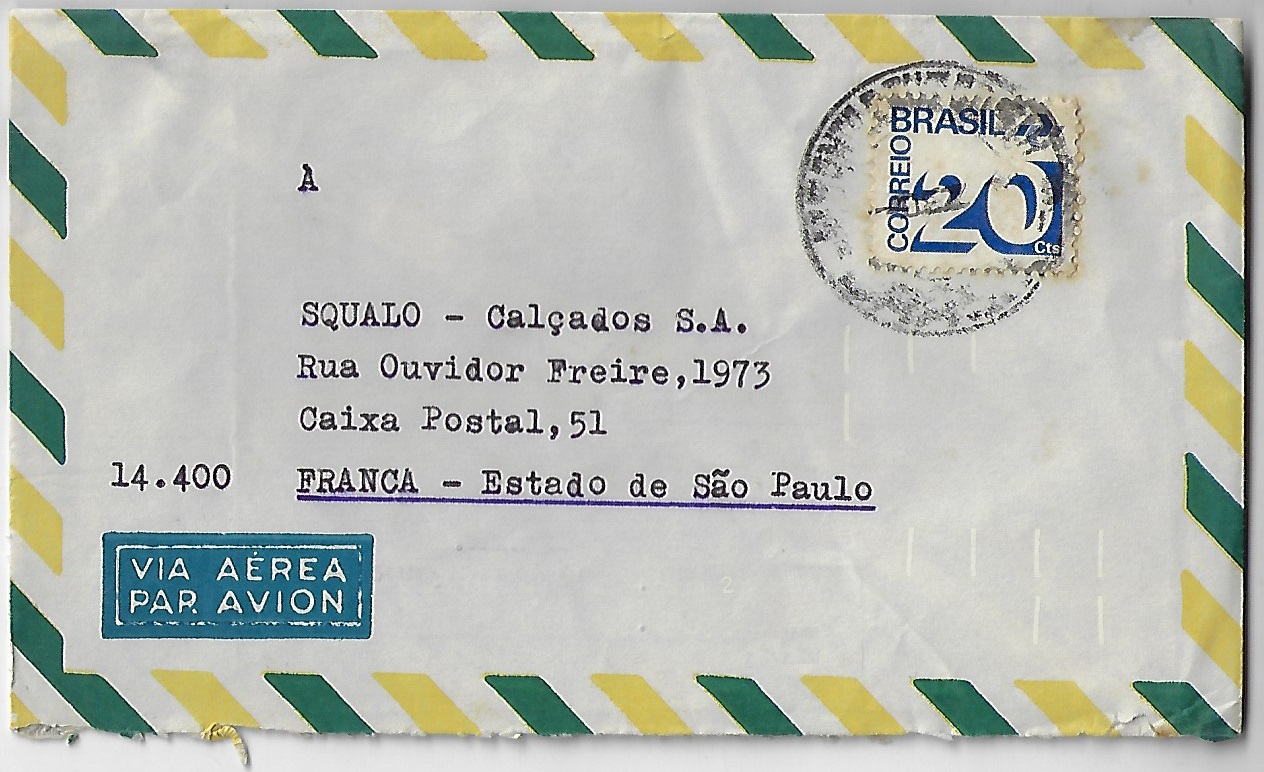 BRASIL
CORREIO
20
Cts
A
SQUALO - Calçados S.A.
Rua Ouvidor Freire,1973
Caixa Postal,51
14.400 FRANCA - Estado de São Paulo
VIA AÉREA
PAR AVION
2